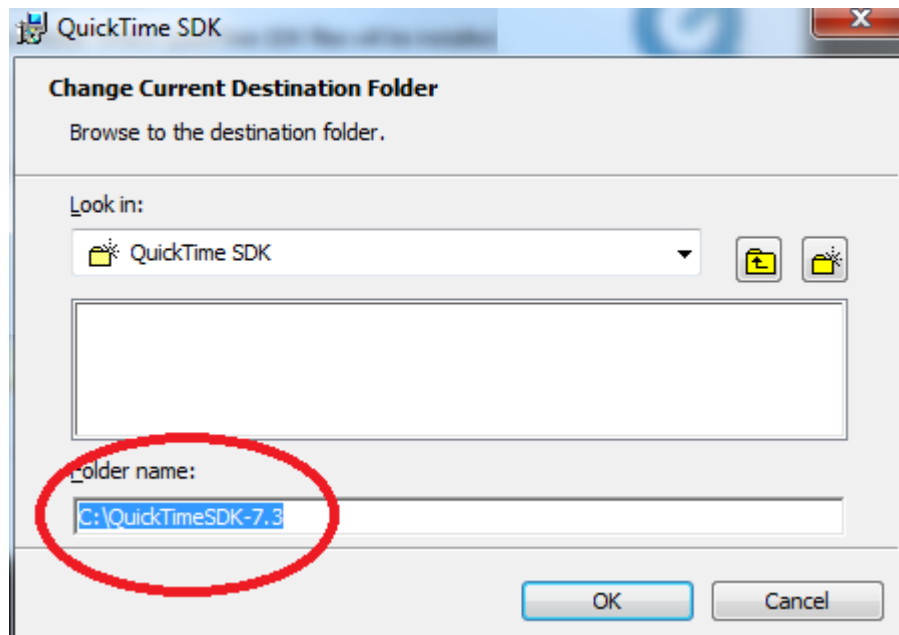 QuickTime SDK
Change Current Destination Folder
Browse to the destination folder.
Look in:
QuickTime SDK
Folder name:
C:\QuickTimeSDK-7.3
OK
Cancel